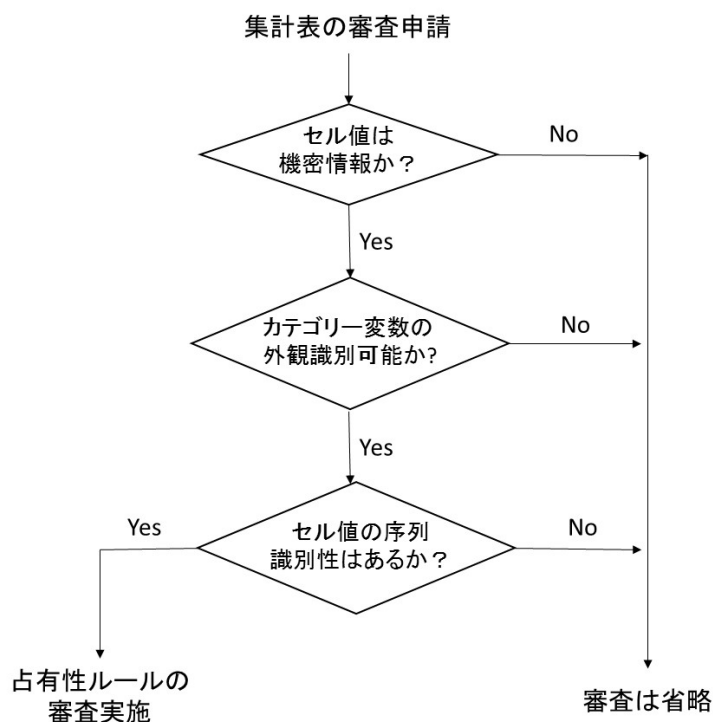 集計表の審査申請
セル値は
機密情報か？
No
Yes
カテゴリー変数の
外観識別可能か?
No
Yes
セル値の序列
識別性はあるか？
Yes
No
占有性ルールの
審査実施
審査は省略